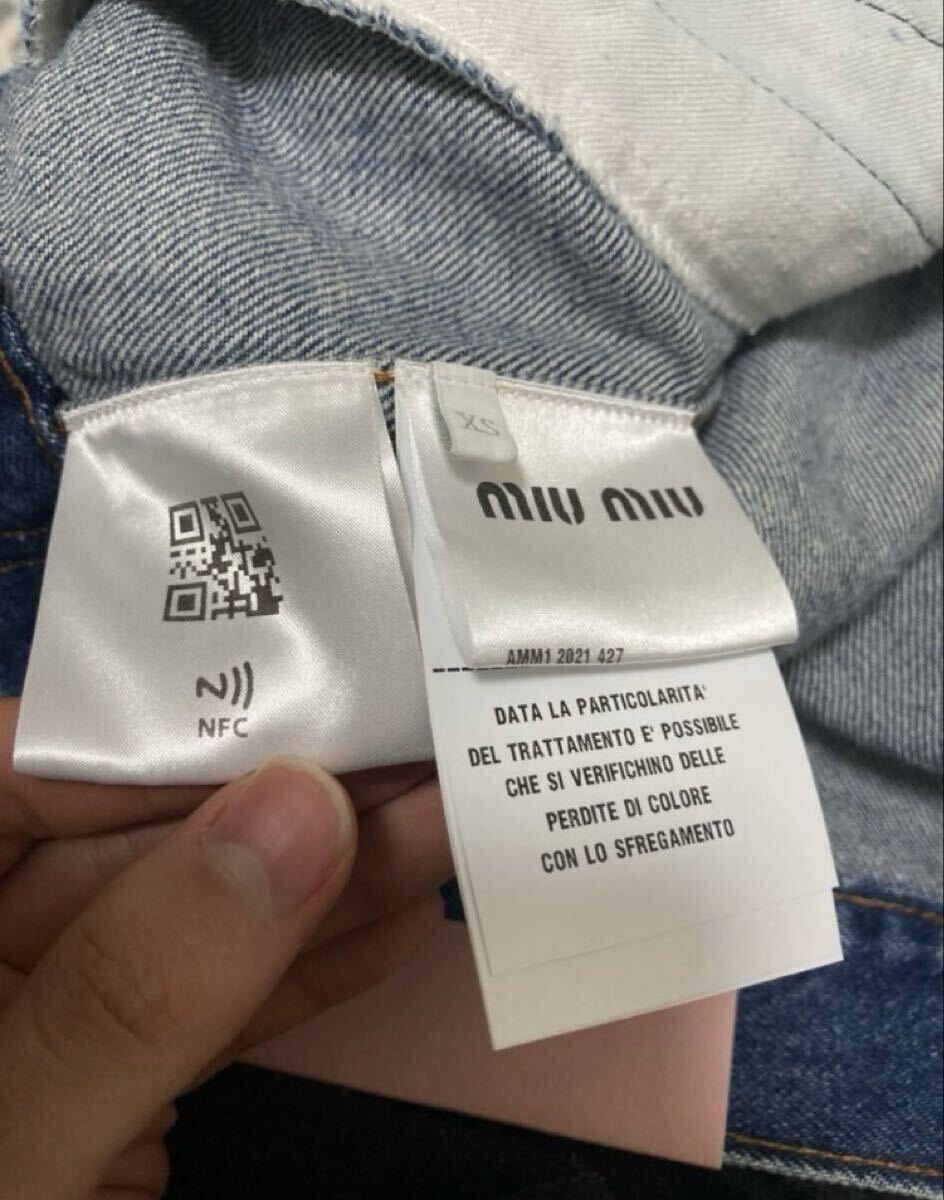 XS
miu miu
AMM1 2021 427
DATA LA PARTICOLARITA'
DEL TRATTAMENTO E' POSSIBILE
CHE SI VERIFICHINO DELLE
PERDITE DI COLORE
CON LO SFREGAMENTO
NFC